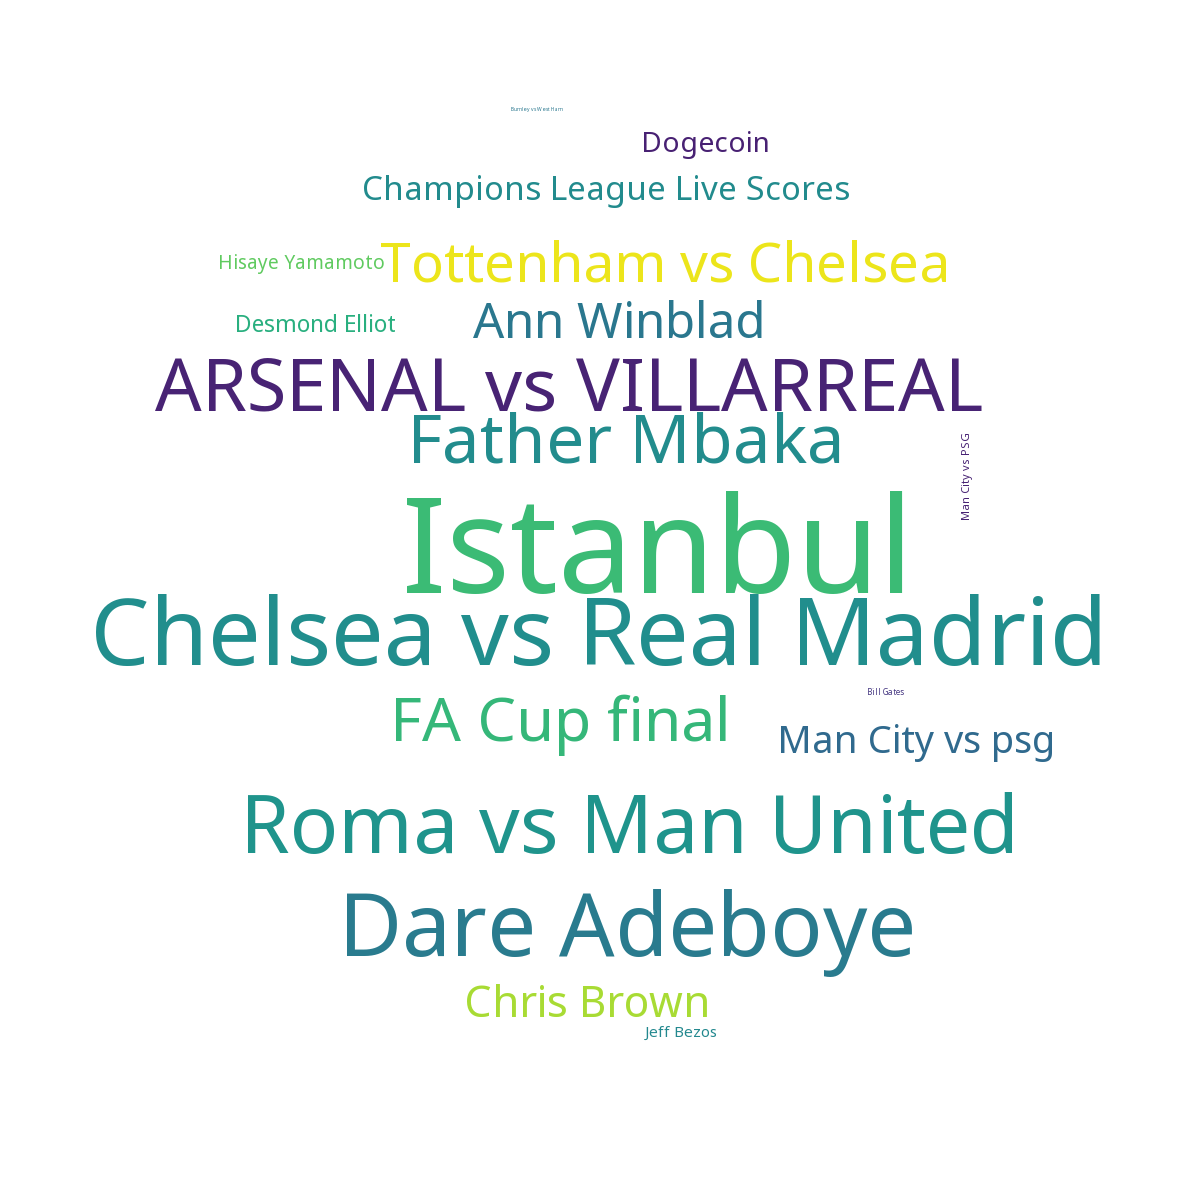 Burnley vs West Ham
Dogecoin
Champions League Live Scores
Hisaye Yamamoto
Tottenham vs Chelsea
Desmond Elliot
Ann Winblad
ARSENAL vs VILLARREAL
Father Mbaka
Man City vs PSG
Istanbul
Chelsea vs Real Madrid
Bill Gates
FA Cup final
Man City vs psg
Roma vs Man United
Dare Adeboye
Chris Brown
Jeff Bezos